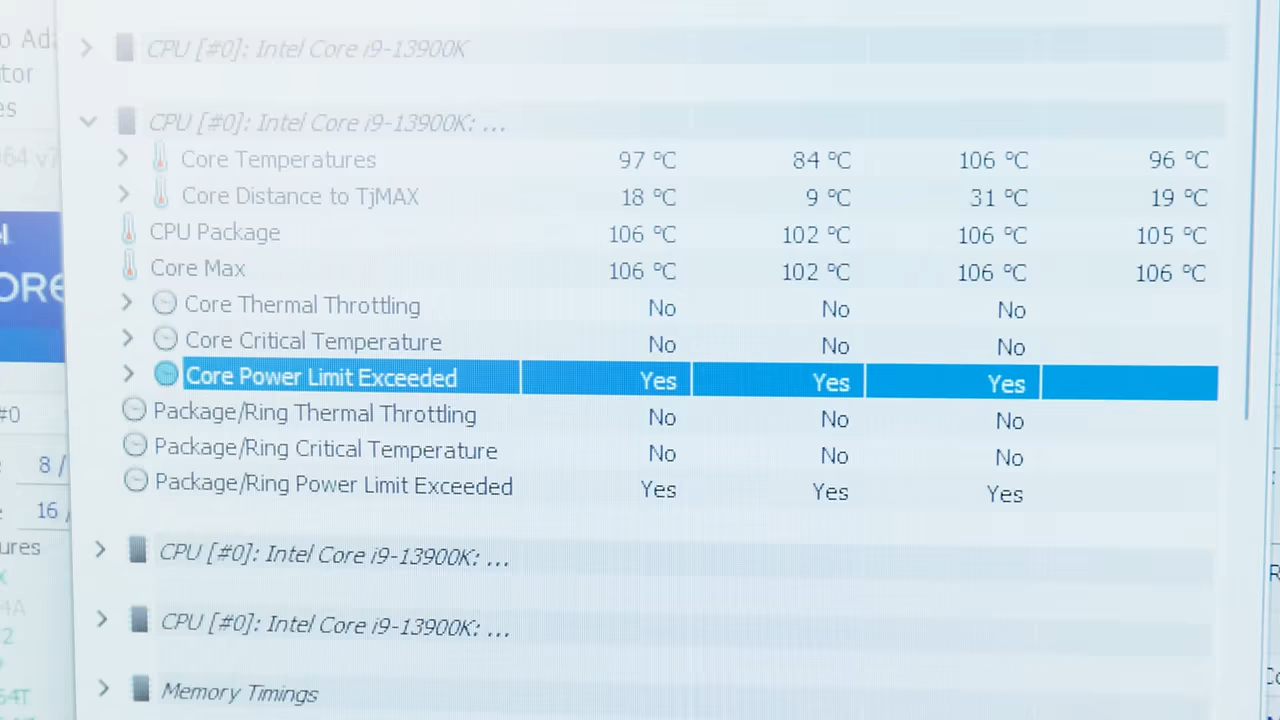 CPU [#0]: Intel Core i9-13900K
CPU [#0]: Intel Core i9-13900K: ...
Core Temperatures 97 °C 84 °C 106 °C 96 °C
Core Distance to TjMAX 18 °C 9 °C 31 °C 19 °C
CPU Package 106 °C 102 °C 106 °C 105 °C
Core Max 106 °C 102 °C 106 °C 106 °C
Core Thermal Throttling No No No
Core Critical Temperature No No No
Core Power Limit Exceeded Yes Yes Yes
Package/Ring Thermal Throttling No No No
Package/Ring Critical Temperature No No No
Package/Ring Power Limit Exceeded Yes Yes Yes
CPU [#0]: Intel Core i9-13900K: ...
CPU [#0]: Intel Core i9-13900K: ...
Memory Timings
#0
8 /
16 /